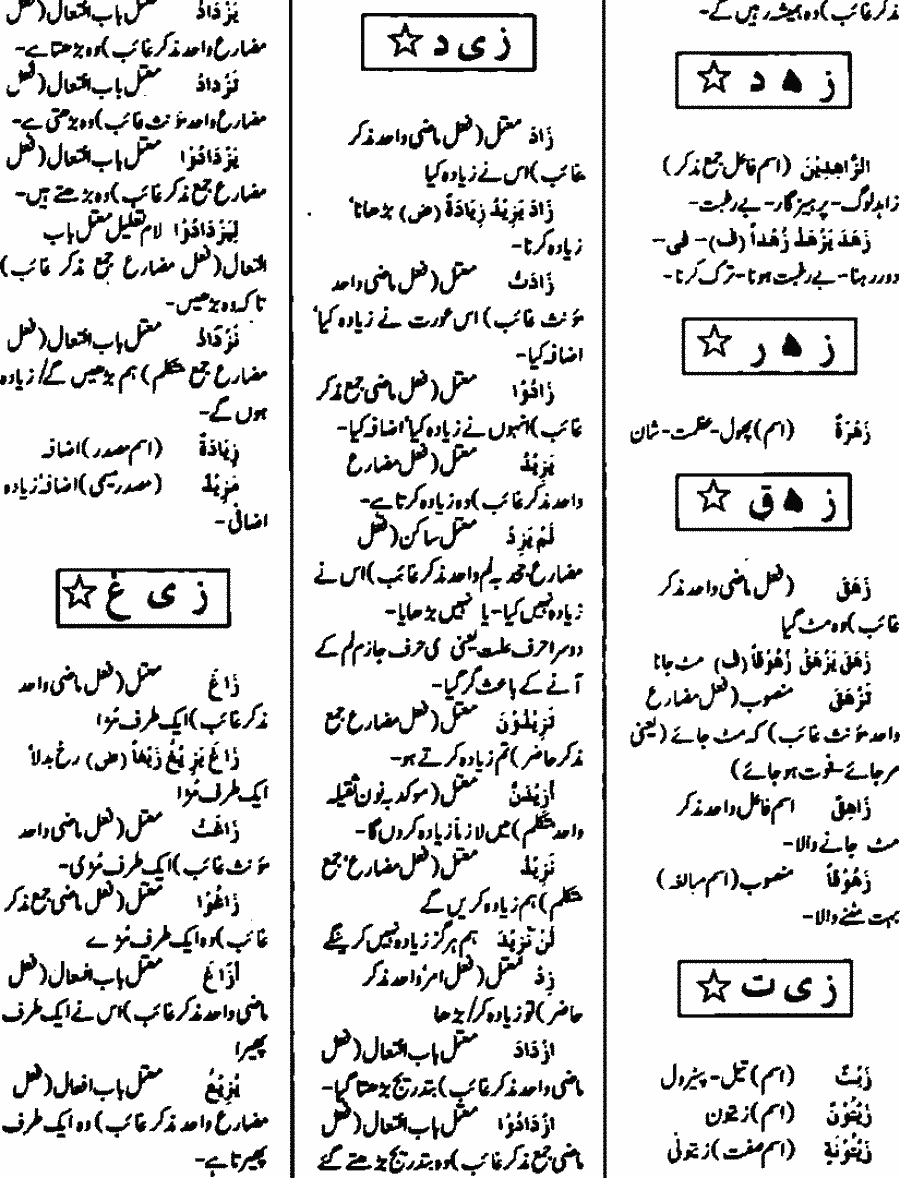 مذکر غائب) وہ ہمیشہ رہیں گے-
ز ھ د ☆
الزَّاهِدِيْنَ (اسم فاعل جمع مذکر)
زاہد لوگ- پرہیزگار- بے رغبت-
زَهَدَ يَزْهَدُ زُهْداً (ف)- فی-
دور رہنا- بے رغبت ہونا- ترک کرنا-
ز ھ ر ☆
زَهْرَةٌ (اسم) پھول- عظمت- شان
ز ھ ق ☆
زَهَقَ (فعل ماضی واحد مذکر
غائب) وہ مٹ گیا
زَهَقَ يَزْهَقُ زُهُوْقاً (ف) مٹ جانا
تَزْهَقَ منصوب (فعل مضارع
واحد مؤنث غائب) کہ مٹ جائے (یعنی
مر جائے- فوت ہو جائے)
زَاهِقٌ اسم فاعل واحد مذکر
مٹ جانے والا-
زَهُوْقاً منصوب (اسم مبالغہ)
بہت مٹنے والا-
ز ی ت ☆
زَيْتٌ (اسم) تیل- پیٹرول
زَيْتُوْنٌ (اسم) زیتون
زَيْتُوْنَةٍ (اسم صفت) زیتونی
ز ی د ☆
زَادَ معتل (فعل ماضی واحد مذکر
غائب) اس نے زیادہ کیا
زَادَ يَزِيْدُ زِيَادَةً (ض) بڑھانا'
زیادہ کرنا-
زَادَتْ معتل (فعل ماضی واحد
مؤنث غائب) اس عورت نے زیادہ کیا'
اضافہ کیا-
زَادُوْا معتل (فعل ماضی جمع مذکر
غائب) انہوں نے زیادہ کیا' اضافہ کیا-
يَزِيْدُ معتل (فعل مضارع
واحد مذکر غائب) وہ زیادہ کرتا ہے-
لَمْ يَزِدْ معتل ساکن (فعل
مضارع- جحد بہ لم واحد مذکر غائب) اس نے
زیادہ نہیں کیا- یا نہیں بڑھایا-
دوسرا حرف علت یعنی ی حرف جازم لم کے
آنے کے باعث گر گیا-
تَزِيْدُوْنَ معتل (فعل مضارع جمع
مذکر حاضر) تم زیادہ کرتے ہو-
اَزِيْدَنَّ معتل (موکد بہ نون ثقیلہ
واحد متکلم) میں لازماً زیادہ کروں گا-
نَزِيْدُ معتل (فعل مضارع' جمع
متکلم) ہم زیادہ کریں گے
لَنْ نَّزِيْدَ ہم ہرگز زیادہ نہیں کرینگے
زِدْ معتل (فعل امر واحد مذکر
حاضر) تو زیادہ کر/بڑھا
ازْدَادَ معتل باب افتعال (فعل
ماضی واحد مذکر غائب) بتدریج بڑھتا گیا-
ازْدَادُوْا معتل باب افتعال (فعل
ماضی جمع مذکر غائب) وہ بتدریج بڑھتے گئے
يَزْدَادَ معتل باب افتعال (فعل
مضارع واحد مذکر غائب) وہ بڑھتا ہے-
تَزْدَادُ معتل باب افتعال (فعل
مضارع واحد مؤنث غائب) وہ بڑھتی ہے-
يَزْدَادُوْا معتل باب افتعال (فعل
مضارع جمع مذکر غائب) وہ بڑھتے ہیں-
لِيَزْدَادُوْا لام تعلیل معتل باب
افتعال (فعل مضارع جمع مذکر غائب)
تاکہ وہ بڑھیں-
نَزْدَادُ معتل باب افتعال (فعل
مضارع جمع متکلم) ہم بڑھیں گے/ زیادہ
ہوں گے-
زِيَادَةٌ (اسم مصدر) اضافہ
مَزِيْدُ (مصدر میمی) اضافہ' زیادہ
اضافی-
ز ی غ ☆
زَاغَ معتل (فعل ماضی واحد
مذکر غائب) ایک طرف مُڑا
زَاغَ يَزِيْغُ زَيْغاً (ض) رخ بدلا'
ایک طرف مُڑا
زَاغَتْ معتل (فعل ماضی واحد
مؤنث غائب) ایک طرف مُڑی-
زَاغُوْا معتل (فعل ماضی جمع مذکر
غائب) وہ ایک طرف مُڑے
اَزَاغَ معتل باب افعال (فعل
ماضی واحد مذکر غائب) اس نے ایک طرف
پھیرا
يُزِيْغُ معتل باب افعال (فعل
مضارع واحد مذکر غائب) وہ ایک طرف
پھیرتا ہے-